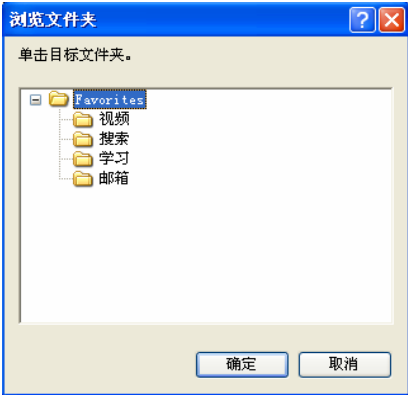 浏览文件夹
单击目标文件夹。
Favorites
视频
搜索
学习
邮箱
确定
取消